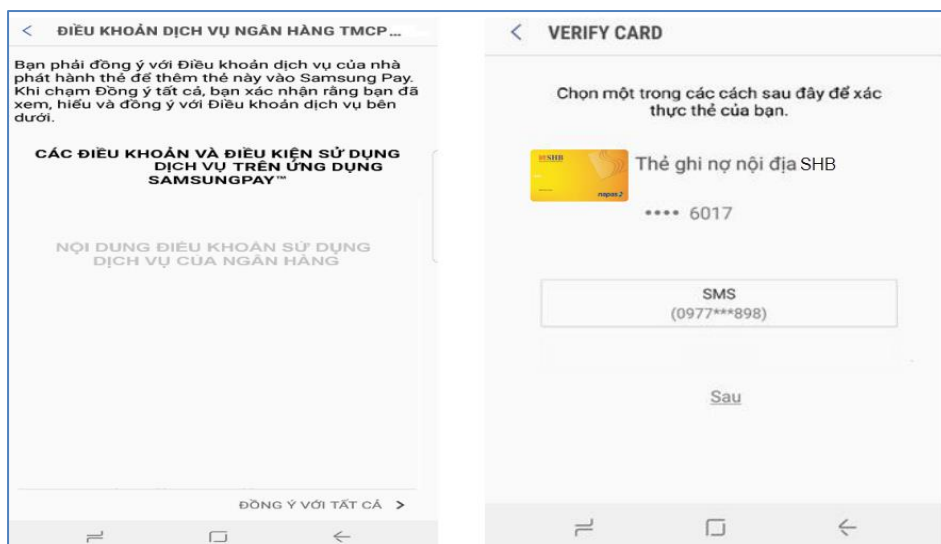 < ĐIỀU KHOẢN DỊCH VỤ NGÂN HÀNG TMCP...
Bạn phải đồng ý với Điều khoản dịch vụ của nhà
phát hành thẻ để thêm thẻ này vào Samsung Pay.
Khi chạm Đồng ý tất cả, bạn xác nhận rằng bạn đã
xem, hiểu và đồng ý với Điều khoản dịch vụ bên
dưới.
CÁC ĐIỀU KHOẢN VÀ ĐIỀU KIỆN SỬ DỤNG
DỊCH VỤ TRÊN ỨNG DỤNG
SAMSUNGPAY™
NỘI DUNG ĐIỀU KHOẢN SỬ DỤNG
DỊCH VỤ CỦA NGÂN HÀNG
ĐỒNG Ý VỚI TẤT CẢ >
< VERIFY CARD
Chọn một trong các cách sau đây để xác
thực thẻ của bạn.
SHB
napas
Thẻ ghi nợ nội địa SHB
•••• 6017
SMS
(0977***898)
Sau